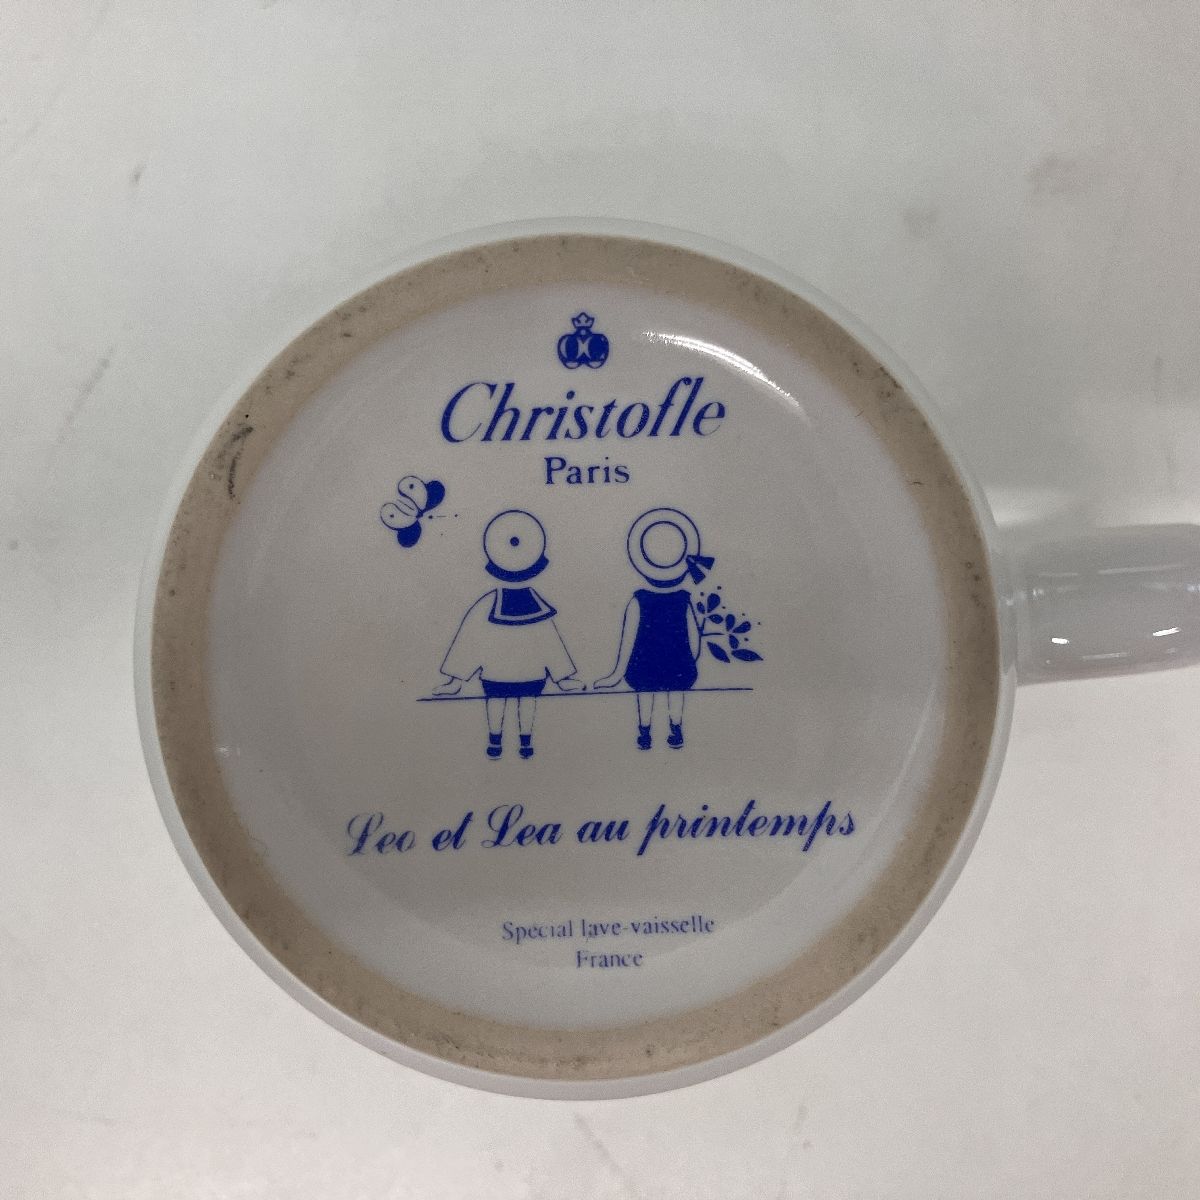 Christofle
Paris
Leo et Lea au printemps
Special lave-vaisselle
France